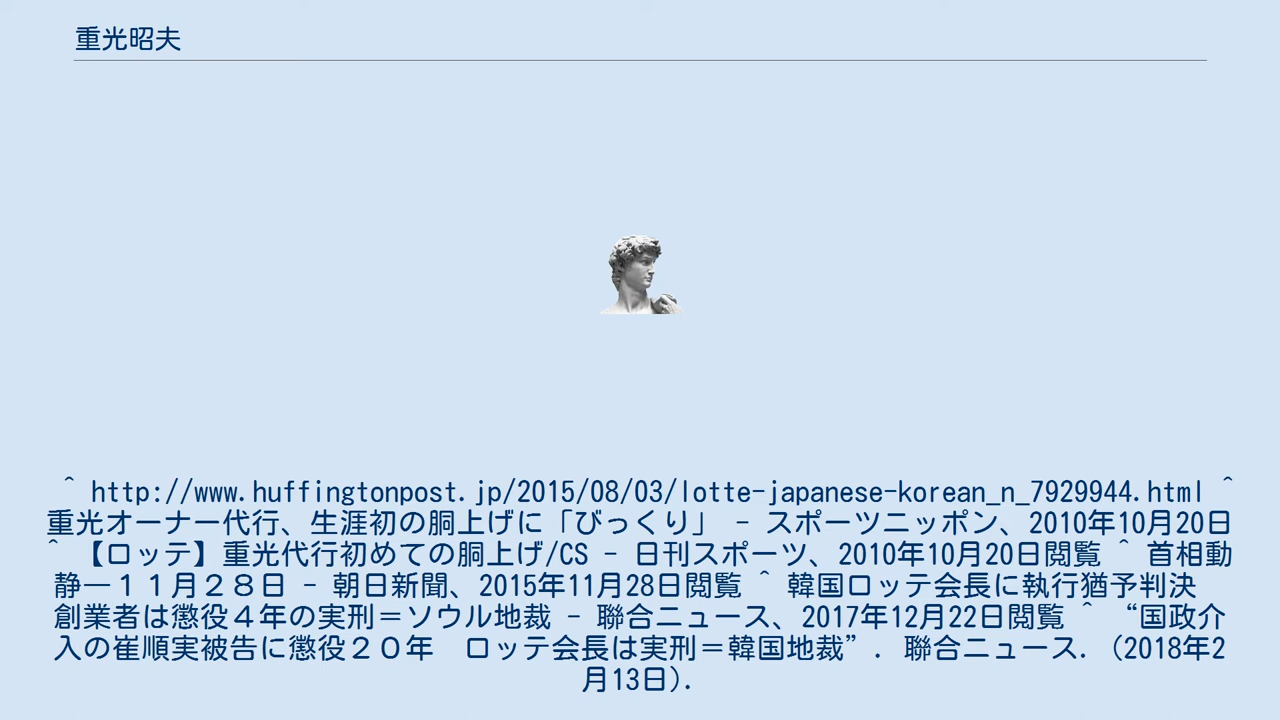 重光昭夫
^ http://www.huffingtonpost.jp/2015/08/03/lotte-japanese-korean_n_7929944.html ^
重光オーナー代行、生涯初の胴上げに「びっくり」 - スポーツニッポン、2010年10月20日
^ 【ロッテ】重光代行初めての胴上げ/CS - 日刊スポーツ、2010年10月20日閲覧 ^ 首相動
静―１１月２８日 - 朝日新聞、2015年11月28日閲覧 ^ 韓国ロッテ会長に執行猶予判決
創業者は懲役４年の実刑＝ソウル地裁 - 聯合ニュース、2017年12月22日閲覧 ^ “国政介
入の崔順実被告に懲役２０年　ロッテ会長は実刑＝韓国地裁”. 聯合ニュース. (2018年2
月13日).